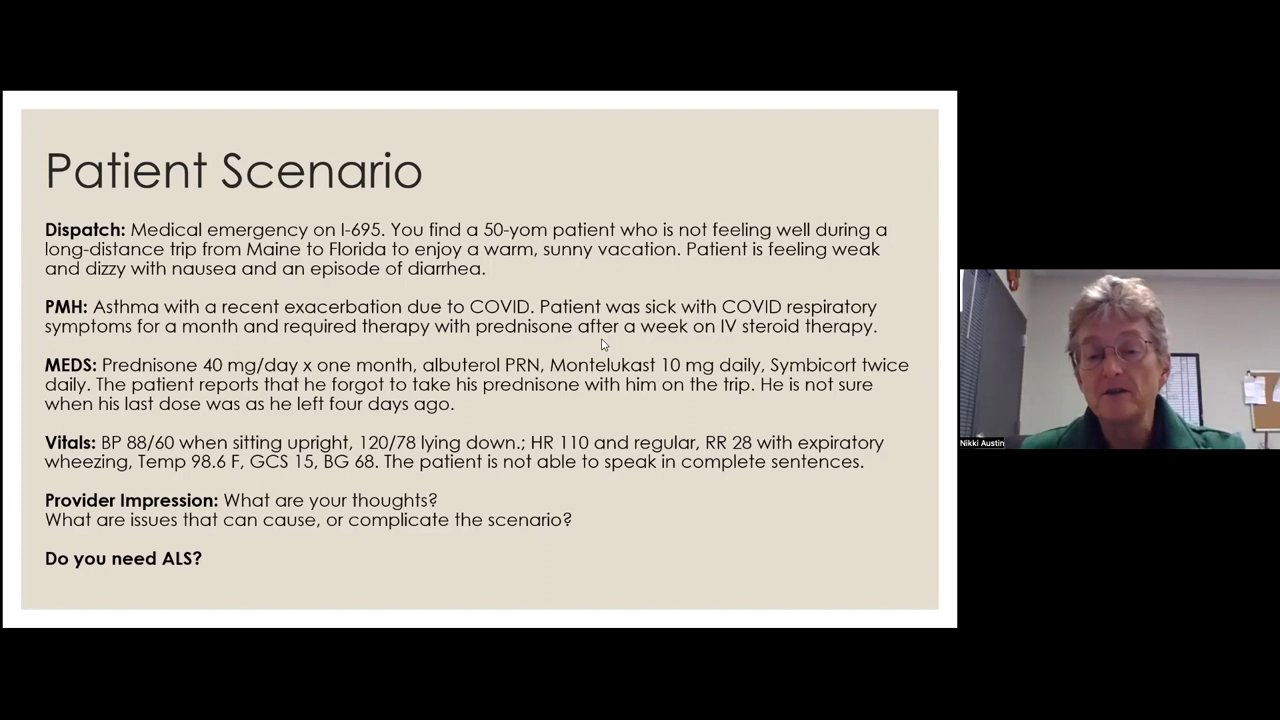 Patient Scenario
Dispatch: Medical emergency on I-695. You find a 50-yom patient who is not feeling well during a
long-distance trip from Maine to Florida to enjoy a warm, sunny vacation. Patient is feeling weak
and dizzy with nausea and an episode of diarrhea.
PMH: Asthma with a recent exacerbation due to COVID. Patient was sick with COVID respiratory
symptoms for a month and required therapy with prednisone after a week on IV steroid therapy.
MEDS: Prednisone 40 mg/day x one month, albuterol PRN, Montelukast 10 mg daily, Symbicort twice
daily. The patient reports that he forgot to take his prednisone with him on the trip. He is not sure
when his last dose was as he left four days ago.
Vitals: BP 88/60 when sitting upright, 120/78 lying down.; HR 110 and regular, RR 28 with expiratory
wheezing, Temp 98.6 F, GCS 15, BG 68. The patient is not able to speak in complete sentences.
Provider Impression: What are your thoughts?
What are issues that can cause, or complicate the scenario?
Do you need ALS?
Nikki Austin